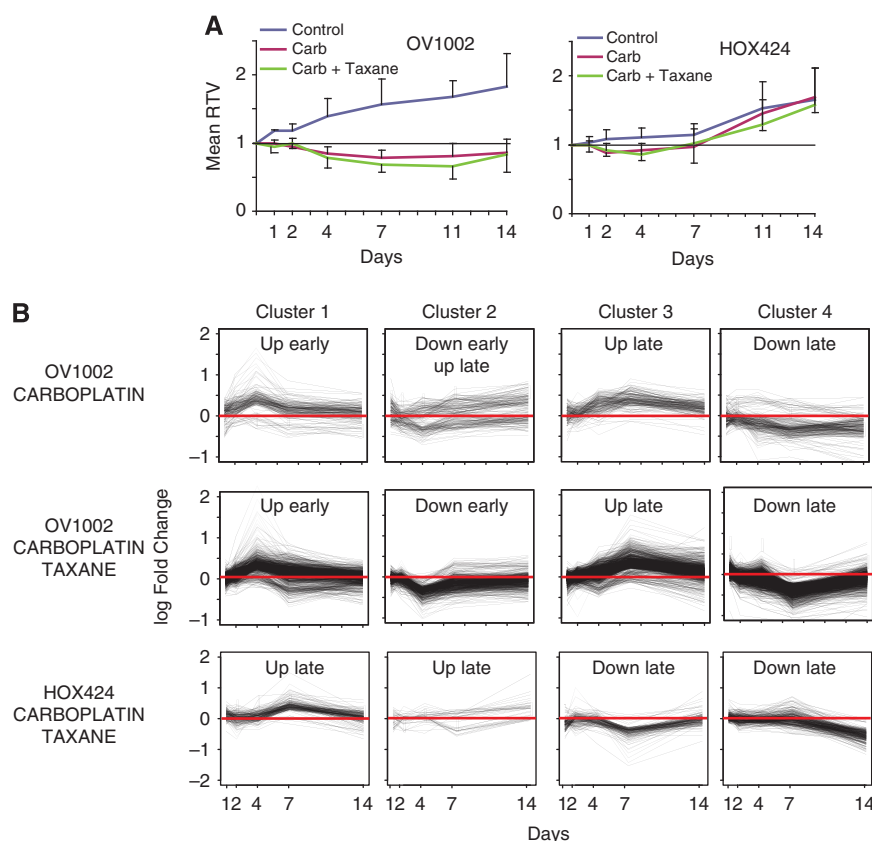 A
Control
Carb
Carb + Taxane
OV1002
Mean RTV
2
1
0
1 2 4 7 11 14
Days
Control
Carb
Carb + Taxane
HOX424
2
1
0
1 2 4 7 11 14
Days
B
Cluster 1 Cluster 2 Cluster 3 Cluster 4
OV1002
CARBOPLATIN
2
1
0
–1
Up early
Down early
up late
Up late
Down late
log Fold Change
OV1002
CARBOPLATIN
TAXANE
2
1
0
–1
Up early
Down early
Up late
Down late
HOX424
CARBOPLATIN
TAXANE
2
1
0
–1
–2
Up late
Up late
Down late
Down late
12 4 7 14
12 4 7 14
12 4 7 14
12 4 7 14
Days